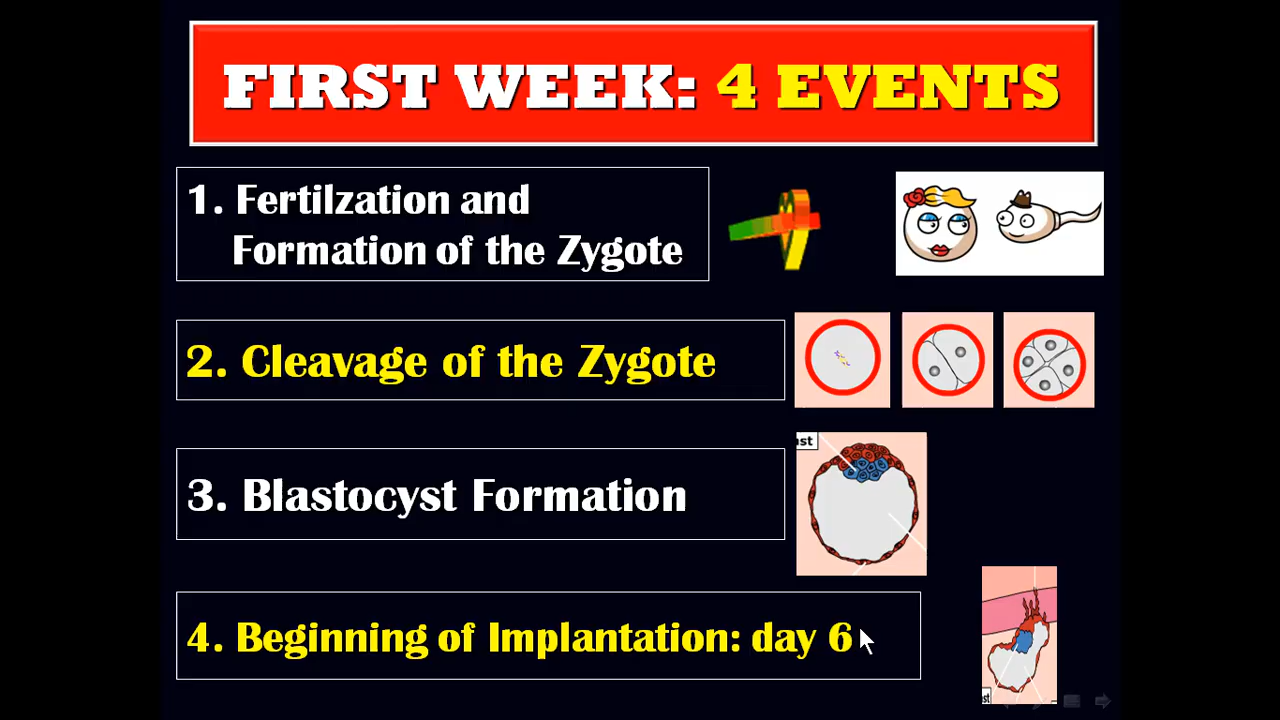 FIRST WEEK: 4 EVENTS
1. Fertilzation and
Formation of the Zygote
2. Cleavage of the Zygote
3. Blastocyst Formation
ast
4. Beginning of Implantation: day 6